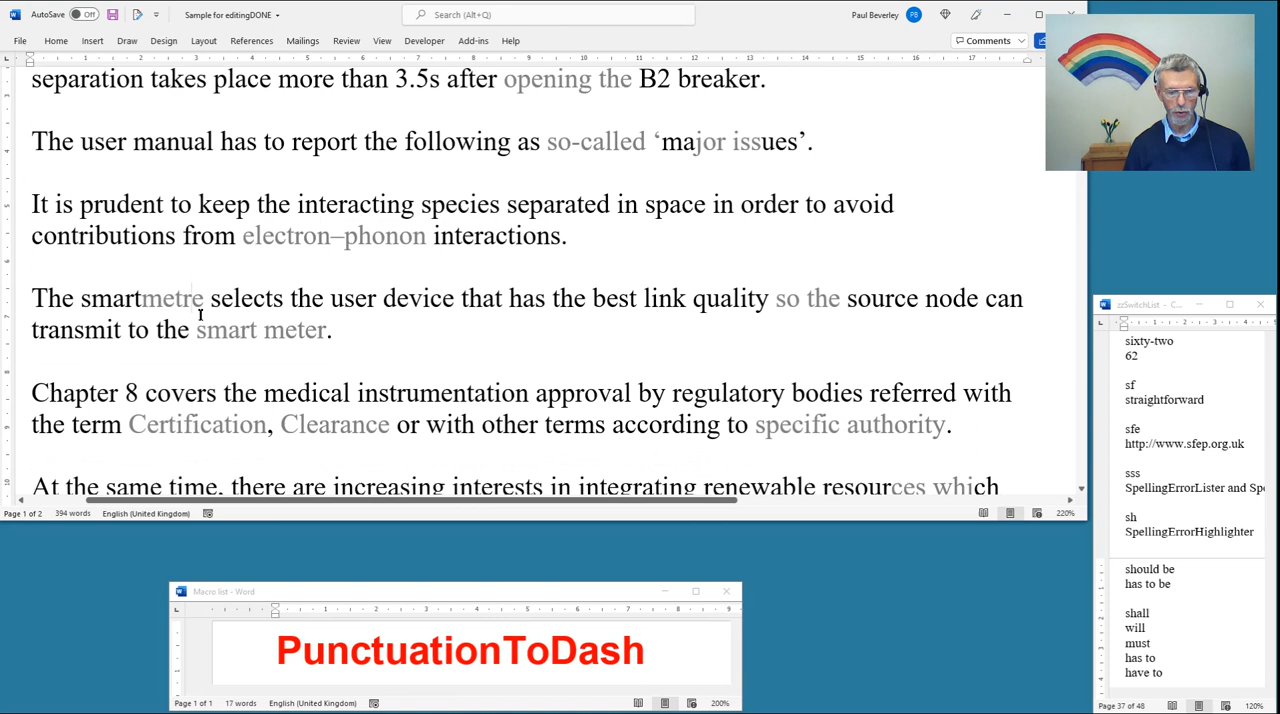 AutoSave Off Sample for editingDONE Search (Alt+Q) Paul Beverley PB
File Home Insert Draw Design Layout References Mailings Review View Developer Add-ins Help Comments
separation takes place more than 3.5s after opening the B2 breaker.
The user manual has to report the following as so-called ‘major issues’.
It is prudent to keep the interacting species separated in space in order to avoid
contributions from electron–phonon interactions.
The smartmetre selects the user device that has the best link quality so the source node can
transmit to the smart meter.
Chapter 8 covers the medical instrumentation approval by regulatory bodies referred with
the term Certification, Clearance or with other terms according to specific authority.
At the same time, there are increasing interests in integrating renewable resources which
Page 1 of 2 394 words English (United Kingdom) 220%
zzSwitchList - C...
sixty-two
62
sf
straightforward
sfe
http://www.sfep.org.uk
sss
SpellingErrorLister and Spe
sh
SpellingErrorHighlighter
should be
has to be
shall
will
must
has to
have to
Page 37 of 48 120%
Macro list - Word
PunctuationToDash
Page 1 of 1 17 words English (United Kingdom) 200%